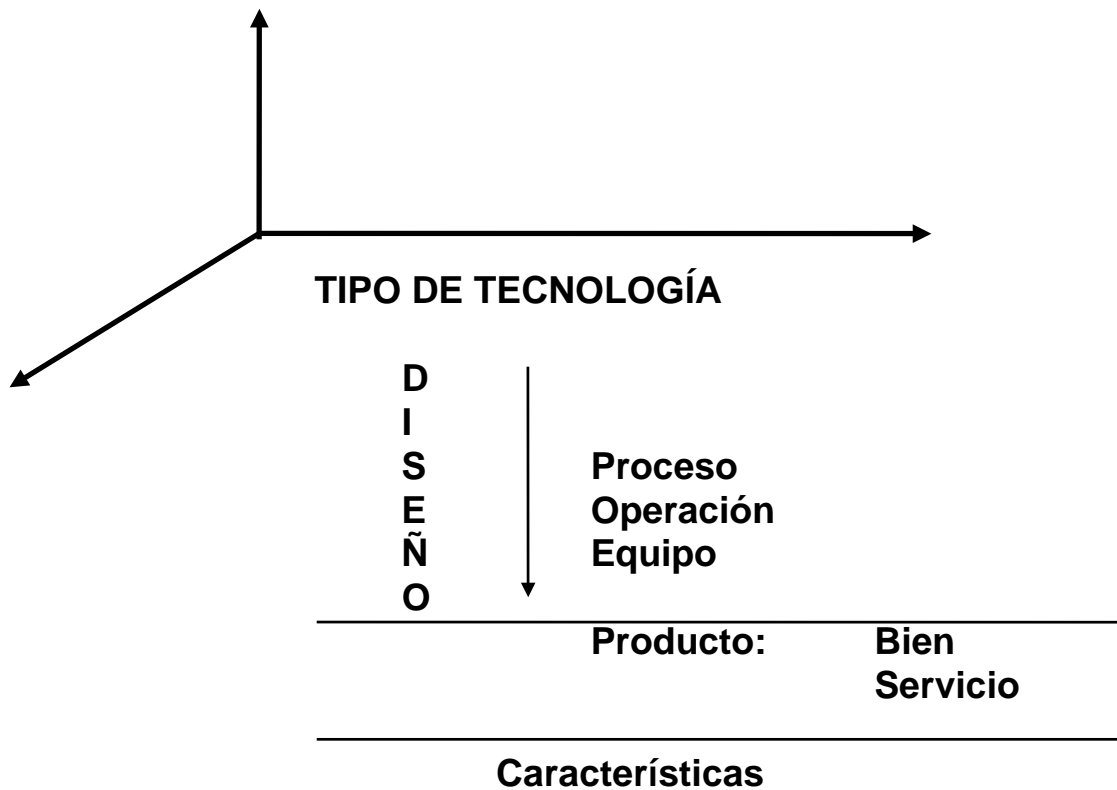 TIPO DE TECNOLOGÍA
D
I
S
E
Ñ
O
Proceso
Operación
Equipo
Producto: Bien
Servicio
Características